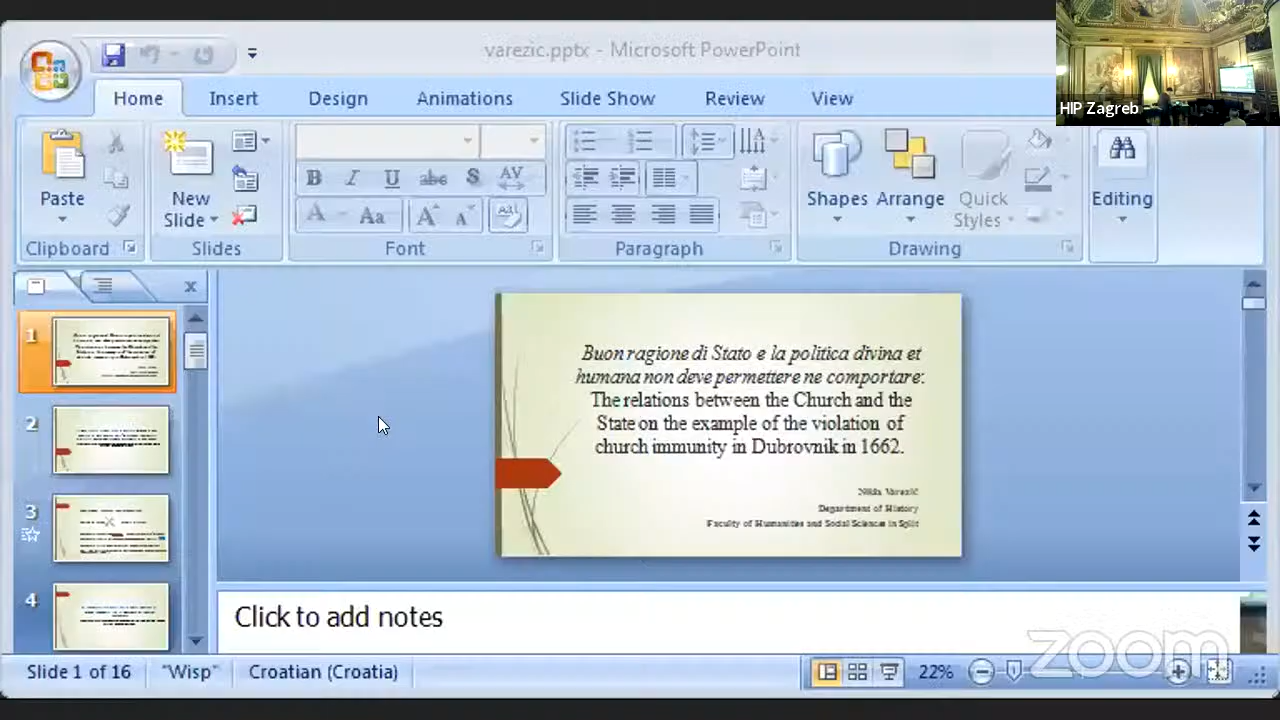 varezic.pptx - Microsoft PowerPoint
HIP Zagreb
Home Insert Design Animations Slide Show Review View
Paste
New Slide
Shapes Arrange Quick Styles
Editing
Clipboard Slides Font Paragraph Drawing
1
2
3
4
Buon ragione di Stato e la politica divina et
humana non deve permettere ne comportare:
The relations between the Church and the
State on the example of the violation of
church immunity in Dubrovnik in 1662.
Department of History
Faculty of Humanities and Social Sciences in Split
Click to add notes
zoom
Slide 1 of 16 "Wisp" Croatian (Croatia) 22%